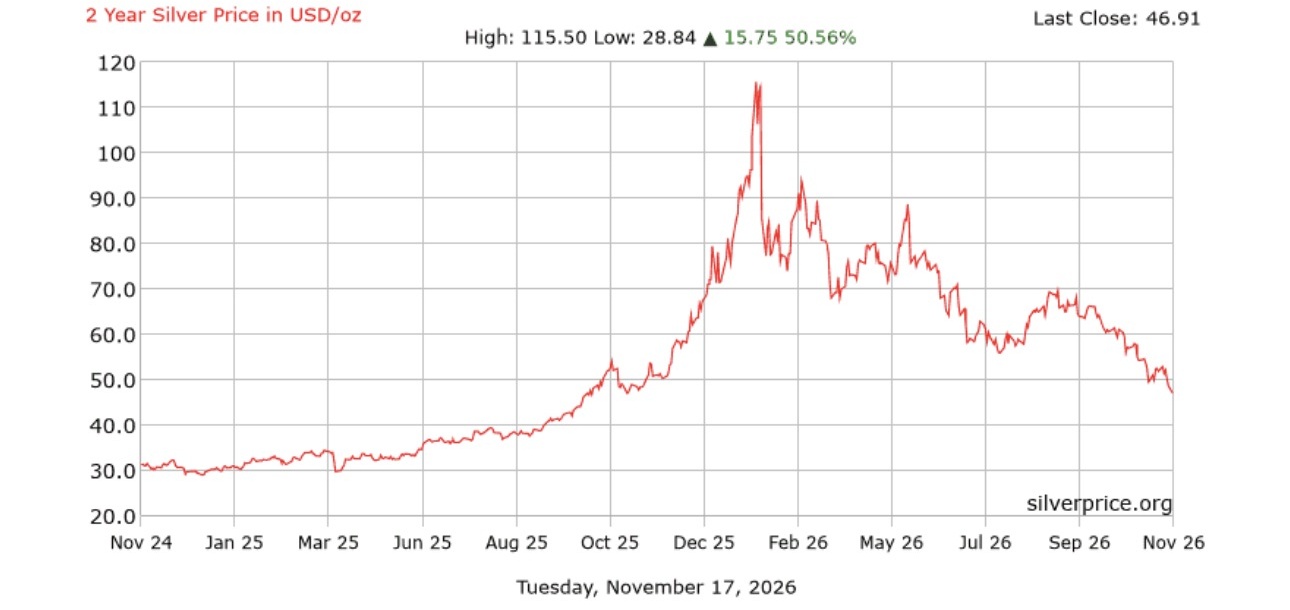 2 Year Silver Price in USD/oz
Last Close: 46.91
High: 115.50 Low: 28.84 ▲ 15.75 50.56%
120
110
100
90.0
80.0
70.0
60.0
50.0
40.0
30.0
20.0
silverprice.org
Nov 24 Jan 25 Mar 25 Jun 25 Aug 25 Oct 25 Dec 25 Feb 26 May 26 Jul 26 Sep 26 Nov 26
Tuesday, November 17, 2026